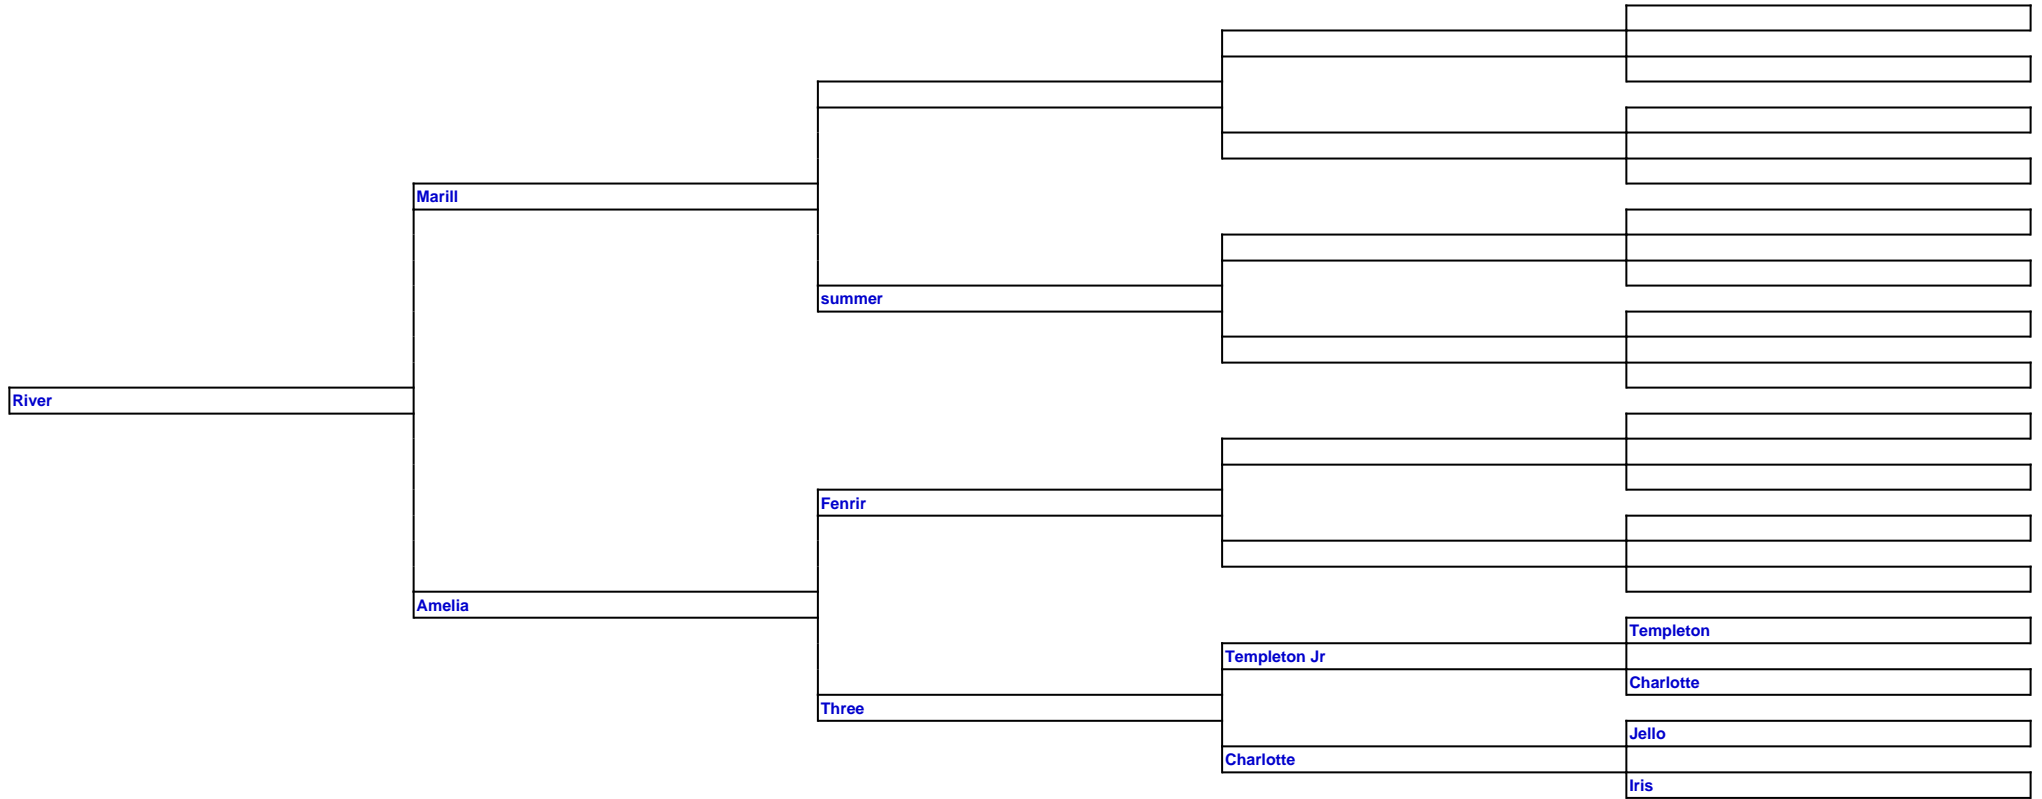 Marill
summer
River
Fenrir
Amelia
Templeton
Templeton Jr
Charlotte
Three
Jello
Charlotte
Iris